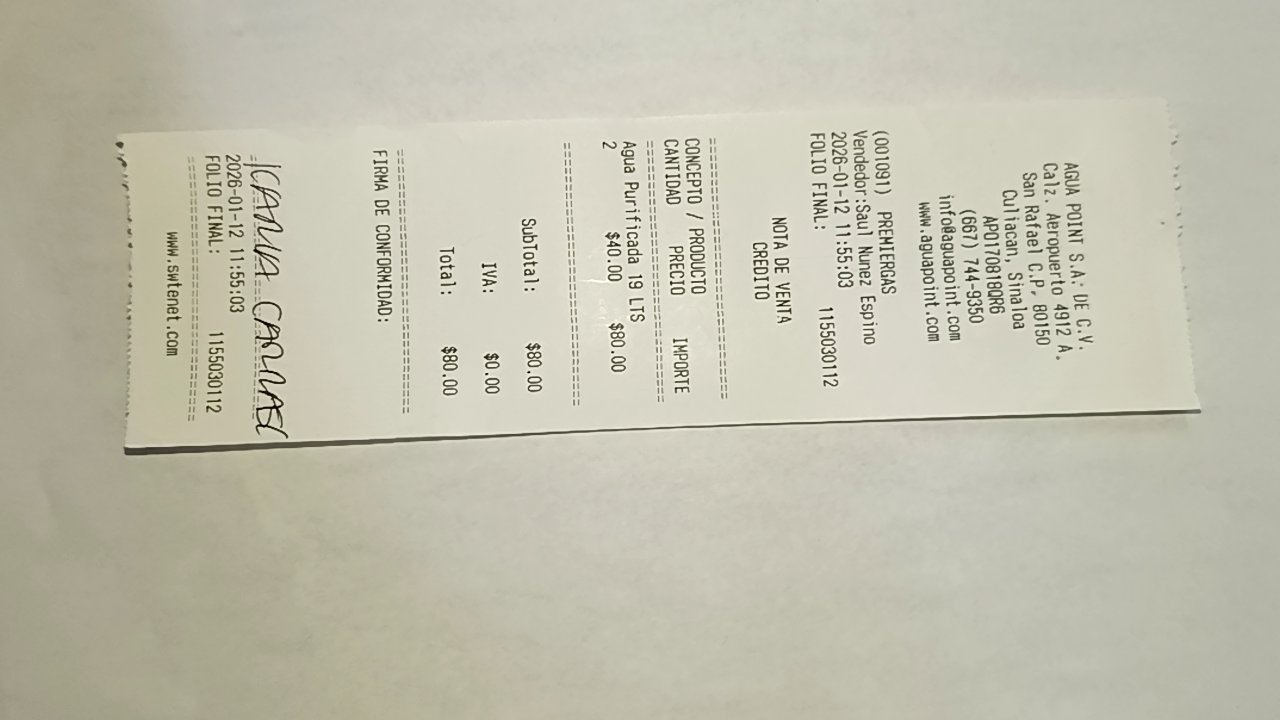 AGUA POINT S.A. DE C.V.
Calz. Aeropuerto 4912 A,
San Rafael C.P. 80150
Culiacan, Sinaloa
APO170818QR6
(667) 744-9350
info@aguapoint.com
www.aguapoint.com
(001091) PREMIERGAS
Vendedor:Saul Nunez Espino
2026-01-12 11:55:03
FOLIO FINAL: 1155030112
NOTA DE VENTA
CREDITO
==============================
CONCEPTO / PRODUCTO
CANTIDAD PRECIO IMPORTE
==============================
Agua Purificada 19 LTS
2 $40.00 $80.00
==============================
SubTotal: $80.00
IVA: $0.00
Total: $80.00
==============================
FIRMA DE CONFORMIDAD:
2026-01-12 11:55:03
FOLIO FINAL: 1155030112
==============================
www.swtenet.com